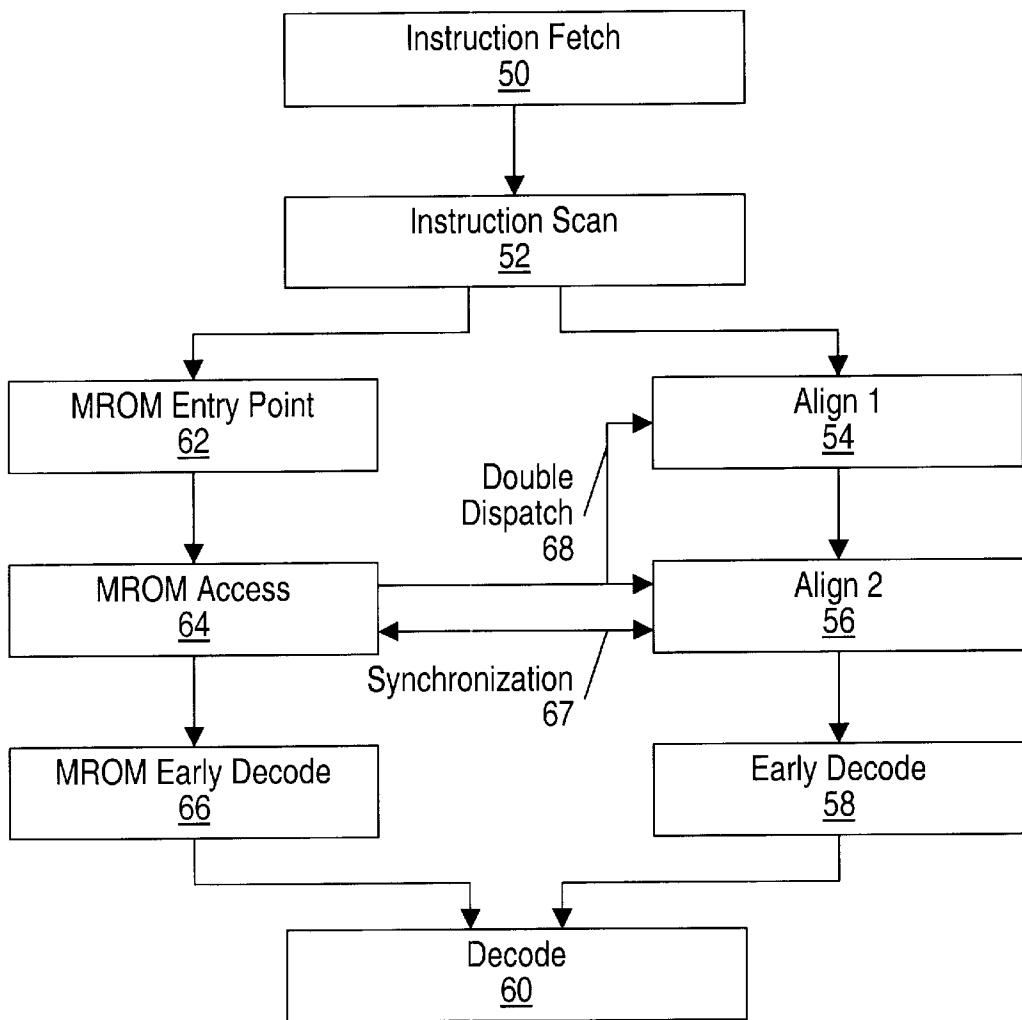 Instruction Fetch
50
Instruction Scan
52
MROM Entry Point
62
Align 1
54
Double
Dispatch
68
MROM Access
64
Align 2
56
Synchronization
67
MROM Early Decode
66
Early Decode
58
Decode
60